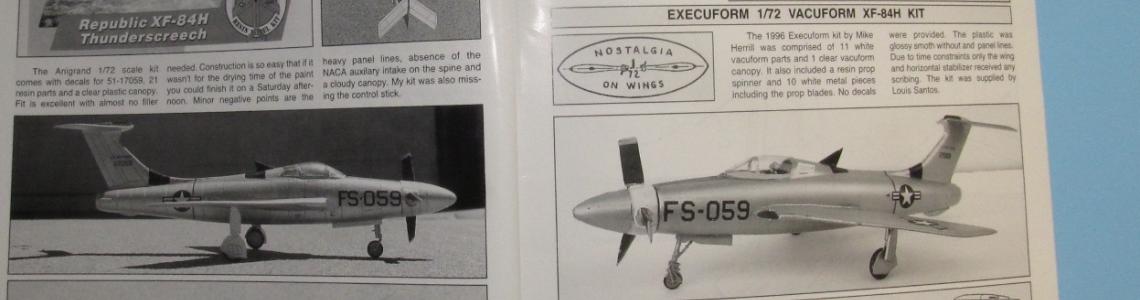 Republic XF-84H
Thunderscreech
The Anigrand 1/72 scale kit
comes with decals for 51-17059, 21
resin parts and a clear plastic canopy.
Fit is excellent with almost no filler
needed. Construction is so easy that if it
wasn't for the drying time of the paint
you could finish it on a Saturday after-
noon. Minor negative points are the
heavy panel lines, absence of the
NACA auxilary intake on the spine and
a cloudy canopy. My kit was also miss-
ing the control stick.
FS-059
EXECUFORM 1/72 VACUFORM XF-84H KIT
NOSTALGIA
1/72
ON WINGS
The 1996 Execuform kit by Mike
Herrill was comprised of 11 white
vacuform parts and 1 clear vacuform
canopy. It also included a resin prop
spinner and 10 white metal pieces
including the prop blades. No decals
were provided. The plastic was
glossy smoth without and panel lines.
Due to time constraints only the wing
and horizontal stabilizer received any
scribing. The kit was supplied by
Louis Santos.
FS-059